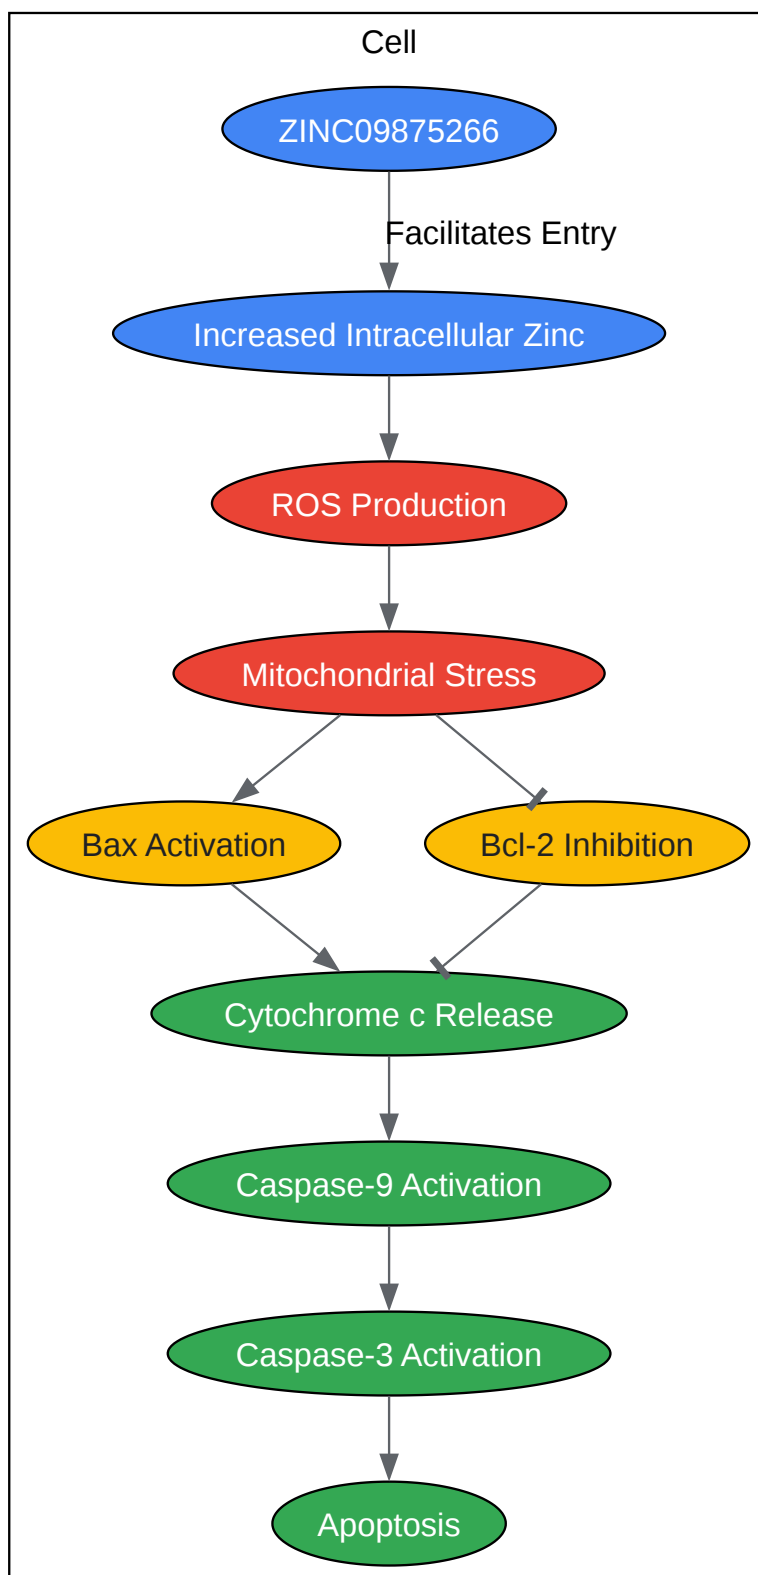 Cell
ZINC09875266
Facilitates Entry
Increased Intracellular Zinc
ROS Production
Mitochondrial Stress
Bax Activation
Bcl-2 Inhibition
Cytochrome c Release
Caspase-9 Activation
Caspase-3 Activation
Apoptosis